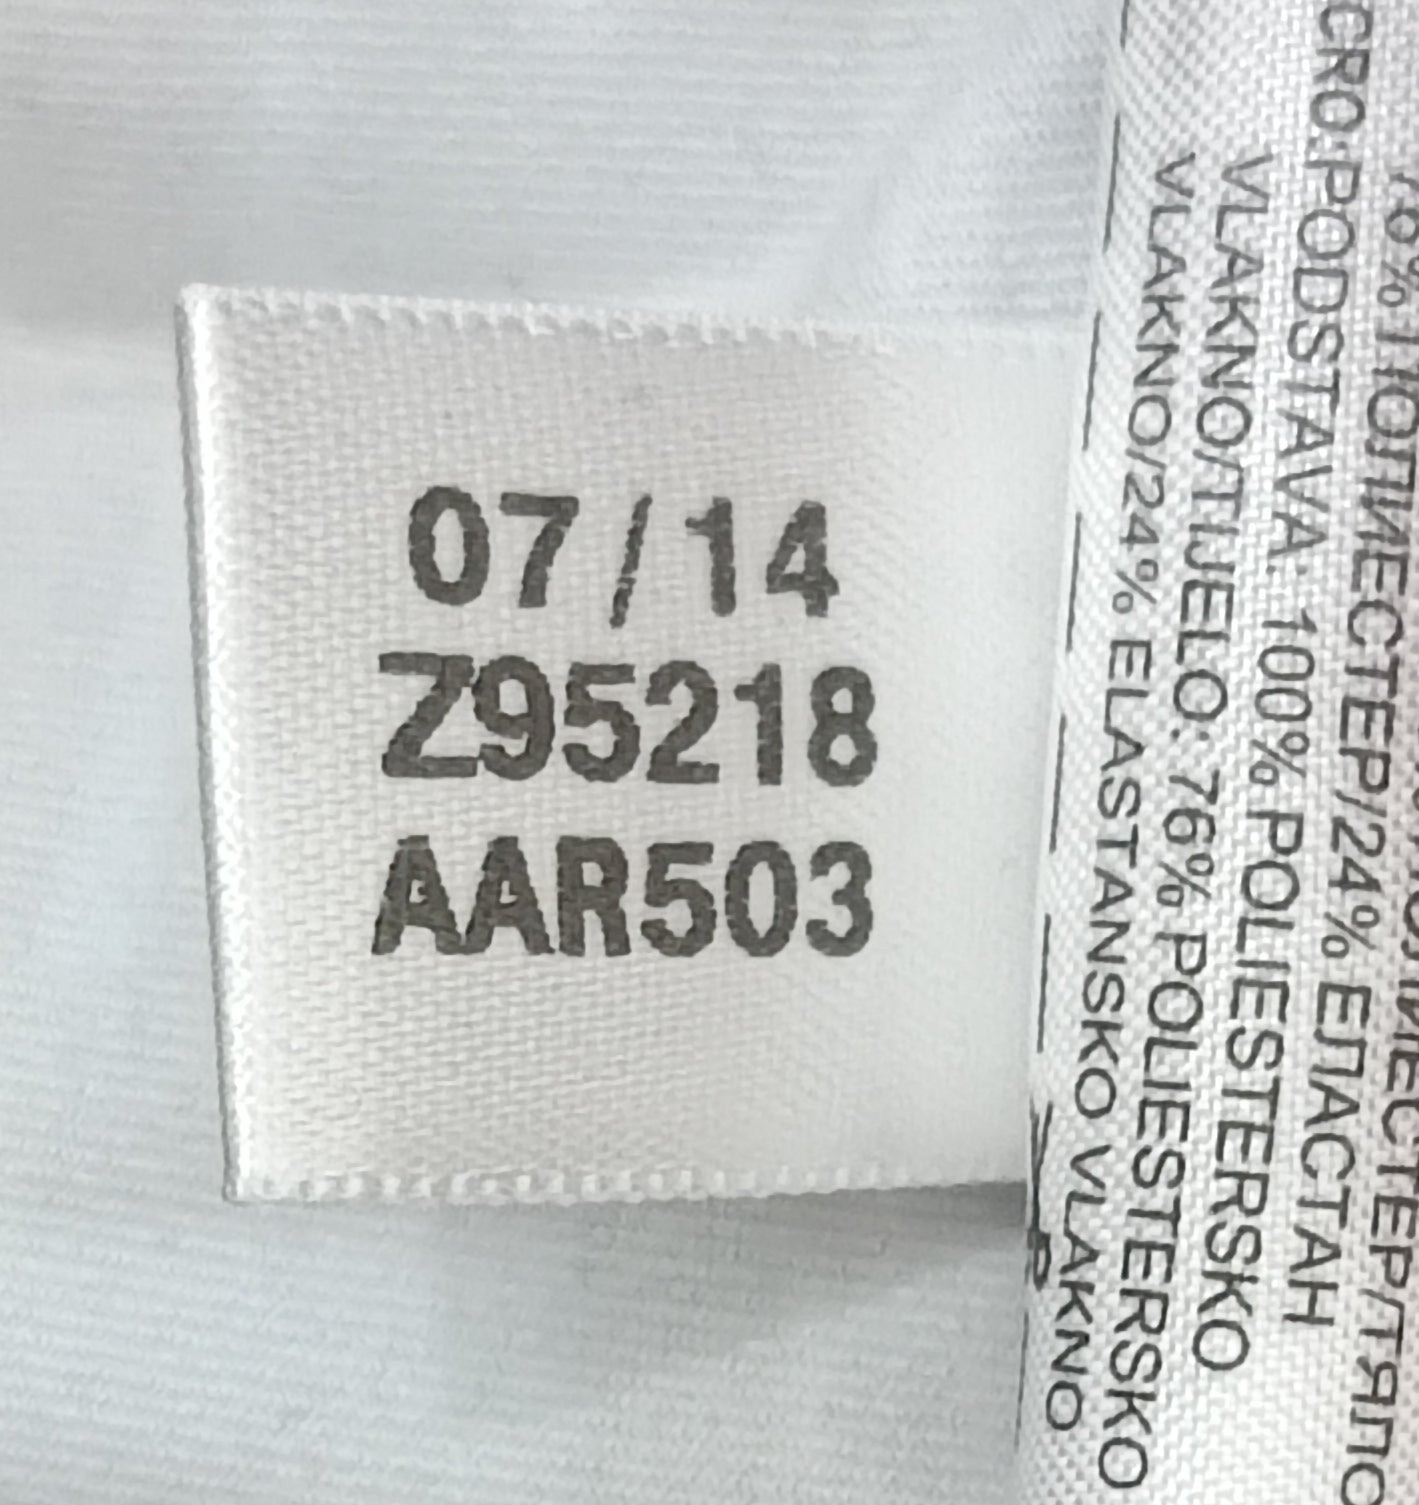 07/14
Z95218
AAR503
76% ПОЛИЕСТЕР/24% ЕЛАСТАН
CRO:PODSTAVA: 100% POLIESTERSKO
VLAKNO/TIJELO: 76% POLIESTERSKO
VLAKNO/24% ELASTANSKO VLAKNO